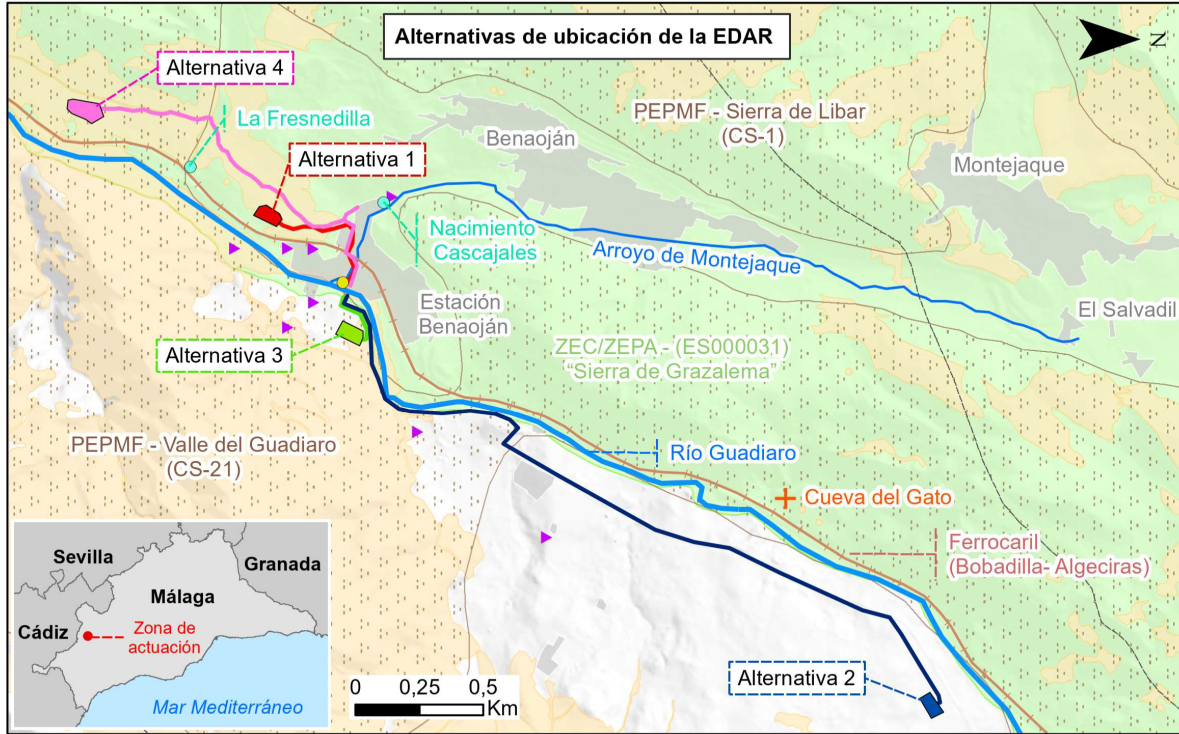 Alternativas de ubicación de la EDAR
N
Alternativa 4
La Fresnedilla
Alternativa 1
Benaoján
PEPMF - Sierra de Libar
(CS-1)
Montejaque
Nacimiento
Cascajales
Arroyo de Montejaque
Estación
Benaoján
El Salvadil
Alternativa 3
ZEC/ZEPA - (ES000031)
“Sierra de Grazalema”
PEPMF - Valle del Guadiaro
(CS-21)
Río Guadiaro
Cueva del Gato
Ferrocaril
(Bobadilla- Algeciras)
Sevilla
Granada
Málaga
Cádiz
Zona de
actuación
Mar Mediterráneo
0 0,25 0,5
Km
Alternativa 2